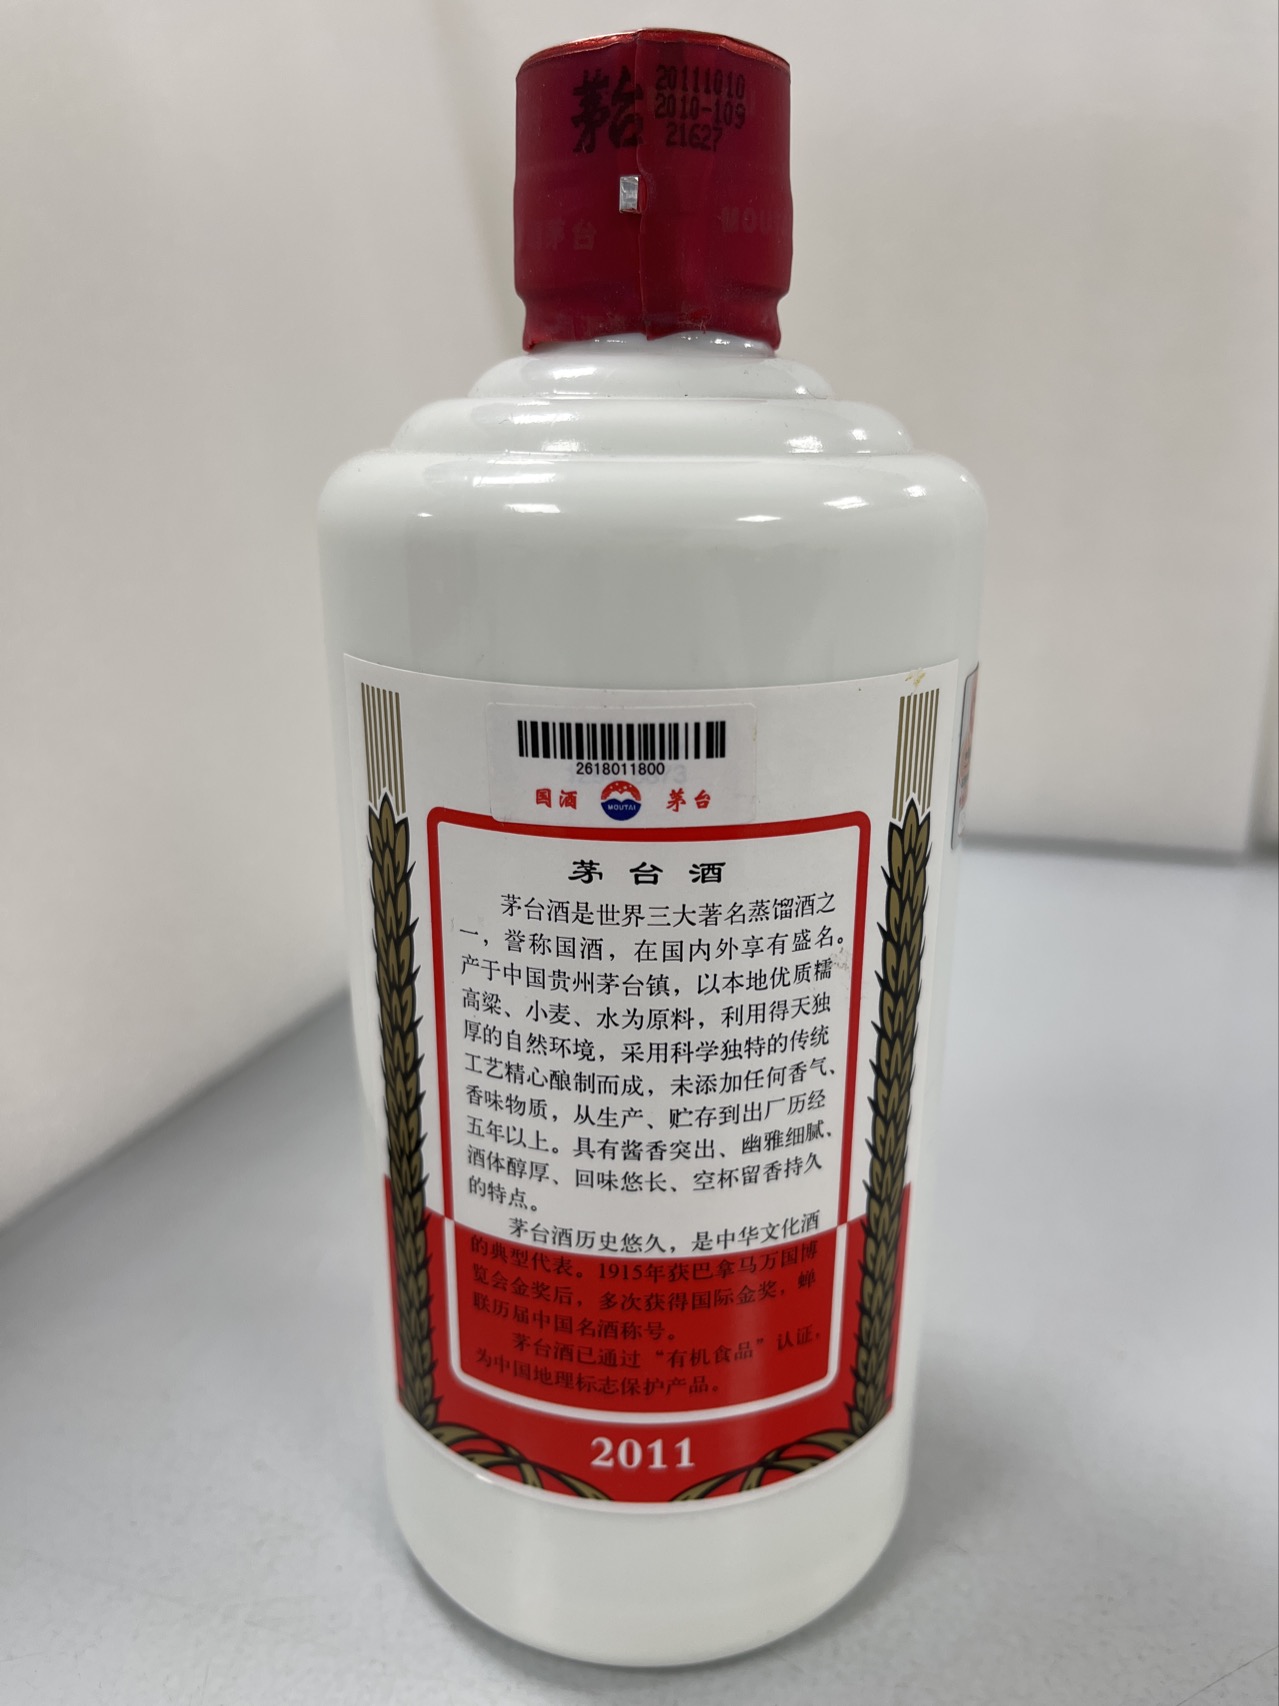 茅台
20111010
2010-109
21627
2618011800
国酒
MOUTAI
茅台
茅台酒
茅台酒是世界三大著名蒸馏酒之
一，誉称国酒，在国内外享有盛名。
产于中国贵州茅台镇，以本地优质糯
高粱、小麦、水为原料，利用得天独
厚的自然环境，采用科学独特的传统
工艺精心酿制而成，未添加任何香气、
香味物质，从生产、贮存到出厂历经
五年以上。具有酱香突出、幽雅细腻、
酒体醇厚、回味悠长、空杯留香持久
的特点。
茅台酒历史悠久，是中华文化酒
的典型代表。1915年获巴拿马万国博
览会金奖后，多次获得国际金奖，蝉
联历届中国名酒称号。
茅台酒已通过“有机食品”认证，
为中国地理标志保护产品。
2011